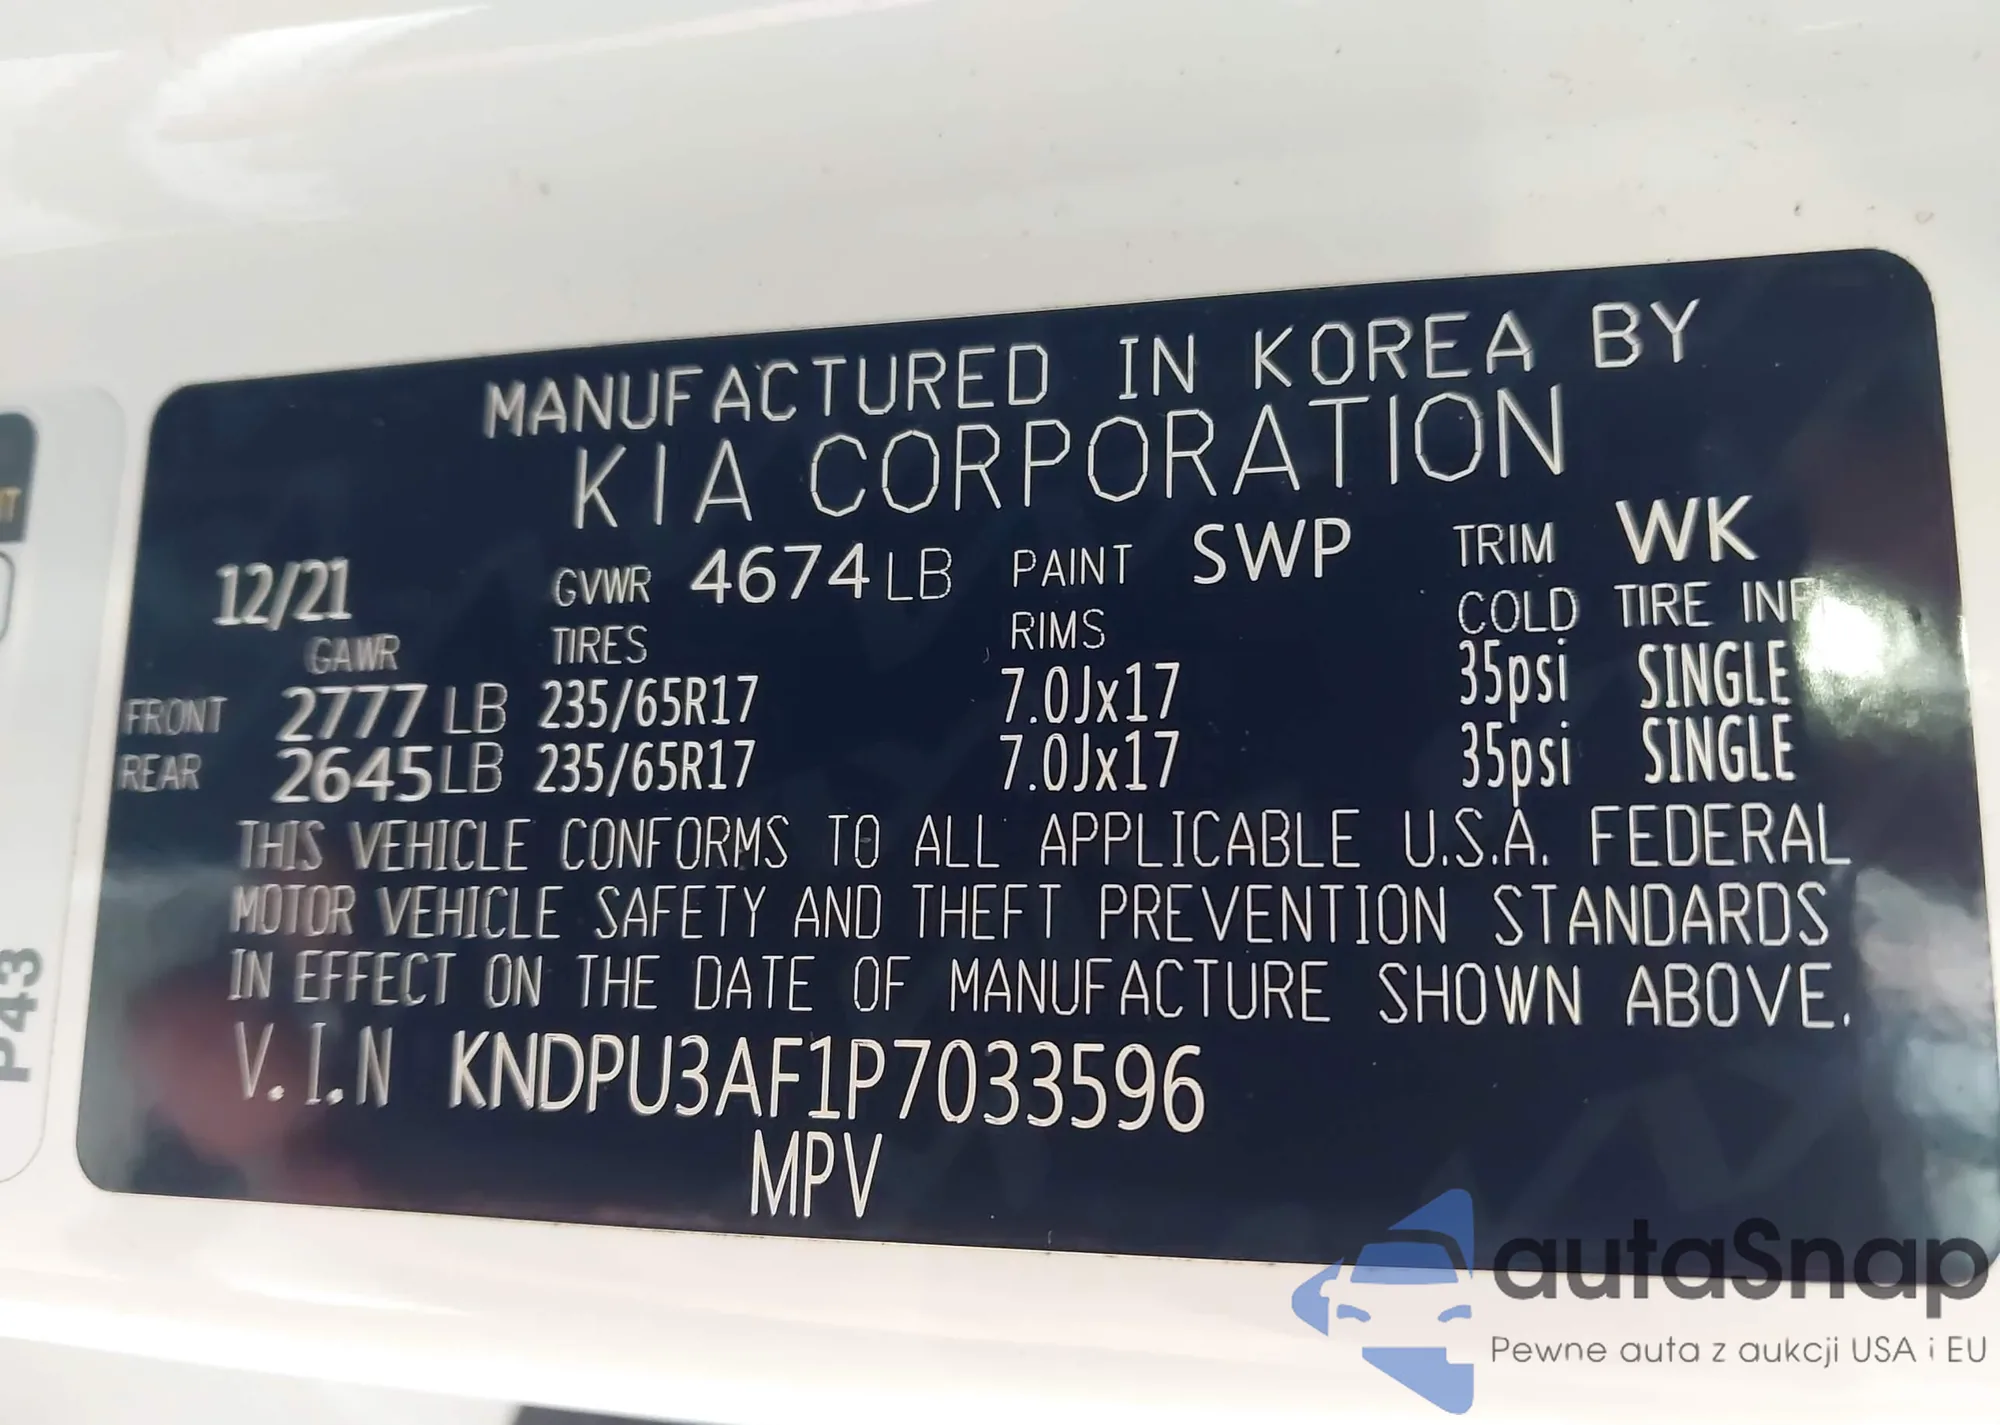 MANUFACTURED IN KOREA BY
KIA CORPORATION
12/21 GVWR 4674LB PAINT SWP TRIM WK
GAWR TIRES RIMS COLD TIRE
FRONT 2777 LB 235/65R17 7.0Jx17 35psi SINGLE
REAR 2645LB 235/65R17 7.0Jx17 35psi SINGLE
THIS VEHICLE CONFORMS TO ALL APPLICABLE U.S.A. FEDERAL
MOTOR VEHICLE SAFETY AND THEFT PREVENTION STANDARDS
IN EFFECT ON THE DATE OF MANUFACTURE SHOWN ABOVE.
V.I.N KNDPU3AF1P7033596
MPV
P43
autaSnap
Pewne auta z aukcji USA i EU